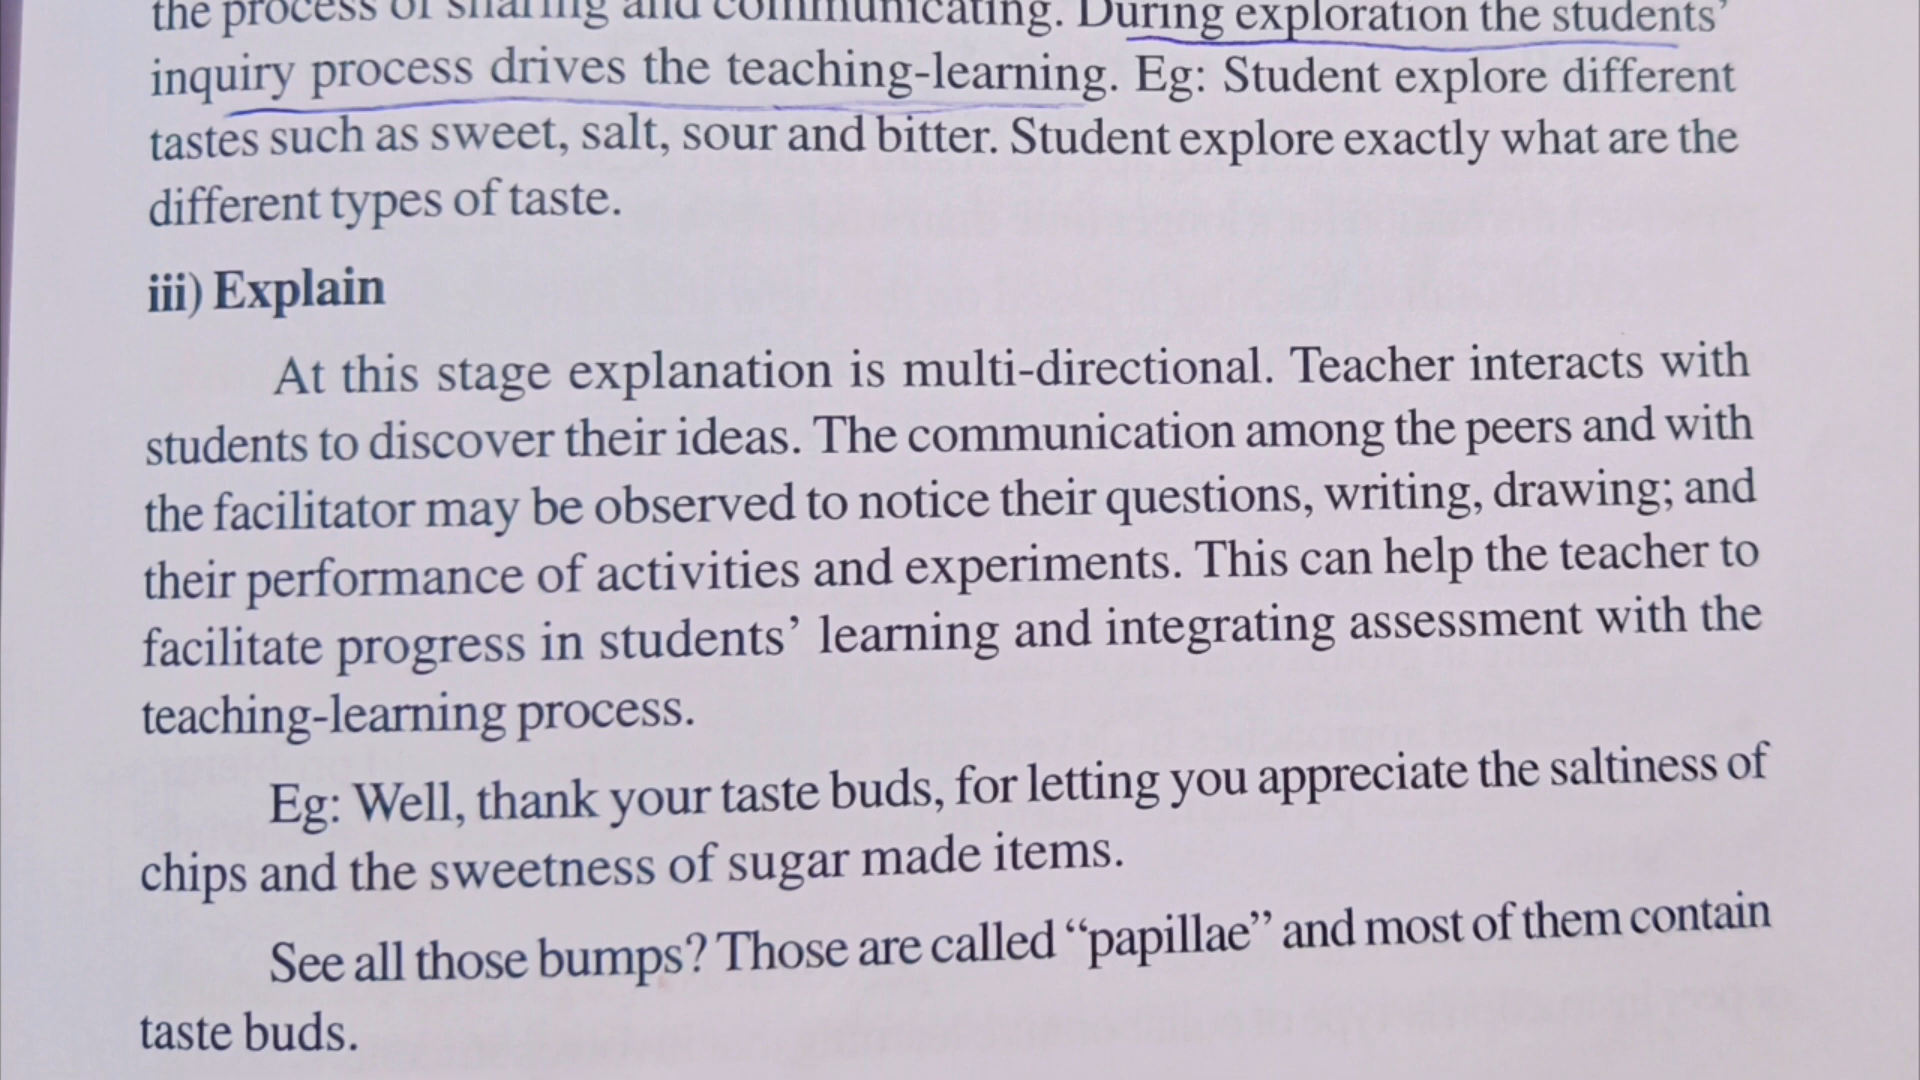 the process of sharing and communicating. During exploration the students’
inquiry process drives the teaching-learning. Eg: Student explore different
tastes such as sweet, salt, sour and bitter. Student explore exactly what are the
different types of taste.
iii) Explain
At this stage explanation is multi-directional. Teacher interacts with
students to discover their ideas. The communication among the peers and with
the facilitator may be observed to notice their questions, writing, drawing; and
their performance of activities and experiments. This can help the teacher to
facilitate progress in students’ learning and integrating assessment with the
teaching-learning process.
Eg: Well, thank your taste buds, for letting you appreciate the saltiness of
chips and the sweetness of sugar made items.
See all those bumps? Those are called “papillae” and most of them contain
taste buds.